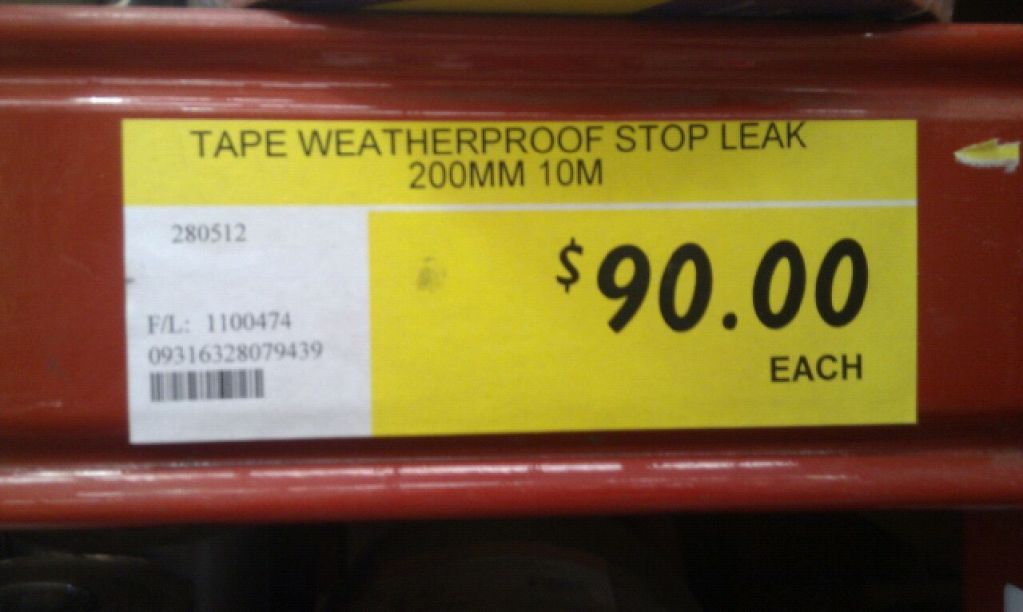 TAPE WEATHERPROOF STOP LEAK
200MM 10M
280512
$90.00
EACH
F/L: 1100474
09316328079439